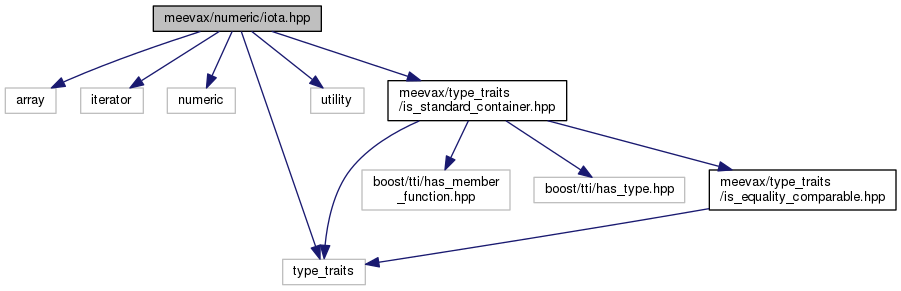 meevax/numeric/iota.hpp
array
iterator
numeric
utility
meevax/type_traits
/is_standard_container.hpp
boost/tti/has_member
_function.hpp
boost/tti/has_type.hpp
meevax/type_traits
/is_equality_comparable.hpp
type_traits